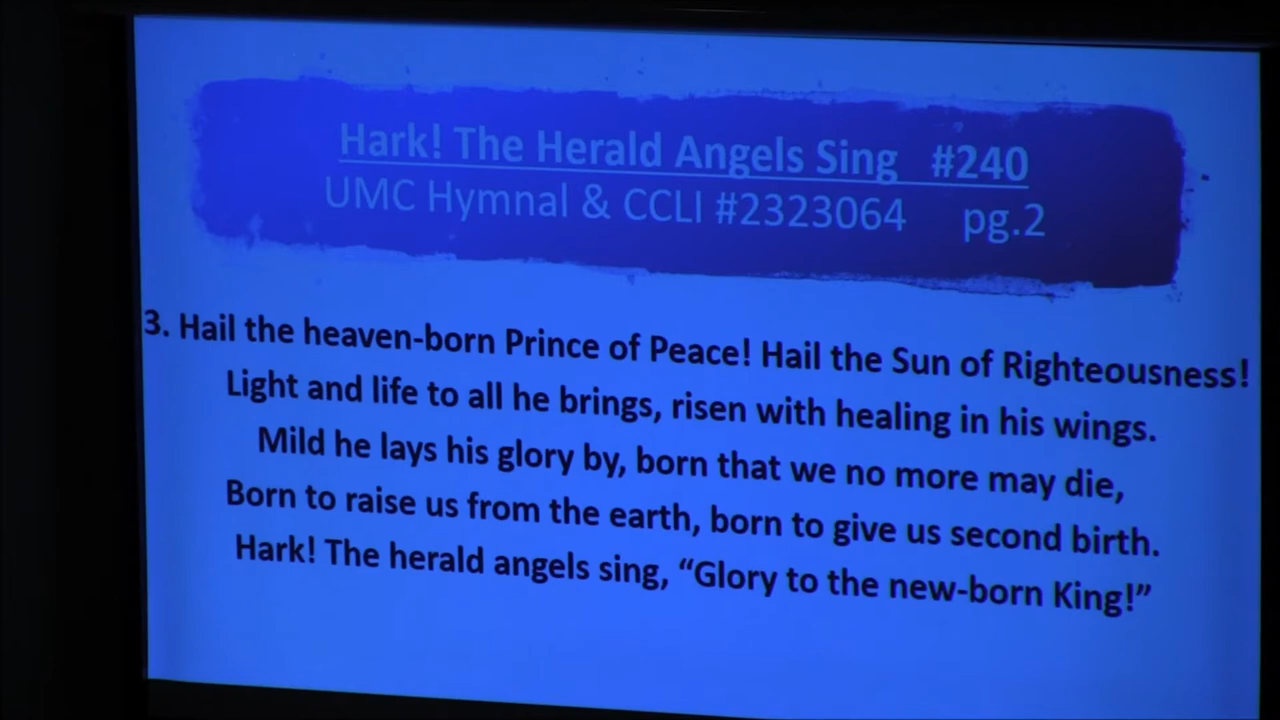 Hark! The Herald Angels Sing #240
UMC Hymnal & CCLI #2323064 pg.2
3. Hail the heaven-born Prince of Peace! Hail the Sun of Righteousness!
Light and life to all he brings, risen with healing in his wings.
Mild he lays his glory by, born that we no more may die,
Born to raise us from the earth, born to give us second birth.
Hark! The herald angels sing, “Glory to the new-born King!”